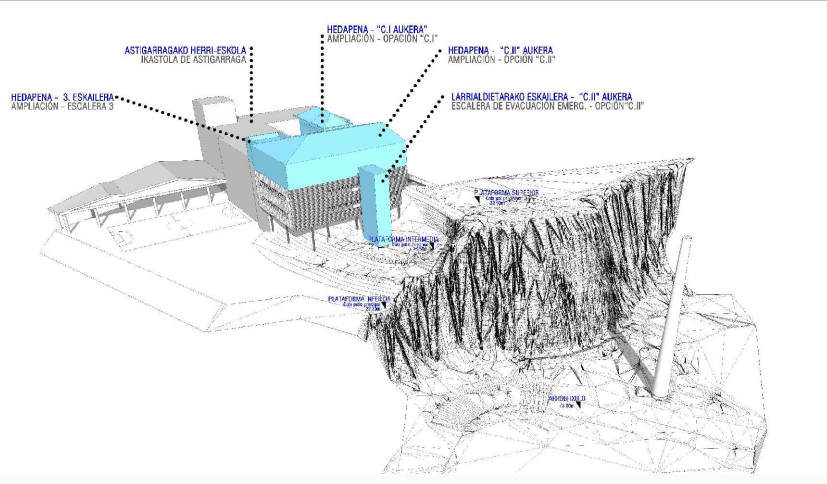 HEDAPENA - "C.I AUKERA"
AMPLIACIÓN - OPACIÓN "C.I"
ASTIGARRAGAKO HERRI-ESKOLA
IKASTOLA DE ASTIGARRAGA
HEDAPENA - "C.II" AUKERA
AMPLIACIÓN - OPCIÓN "C.II"
HEDAPENA - 3. ESKAILERA
AMPLIACIÓN - ESCALERA 3
LARRIALDIETARAKO ESKAJLERA - "C.II" AUKERA
ESCALERA DE EVACUACIÓN EMERG. - OPCIÓN"C.II"
PLATAFORMA SUPERIOR
PLATAFORMA INTERMEDIA
PLATAFORMA INFERIOR